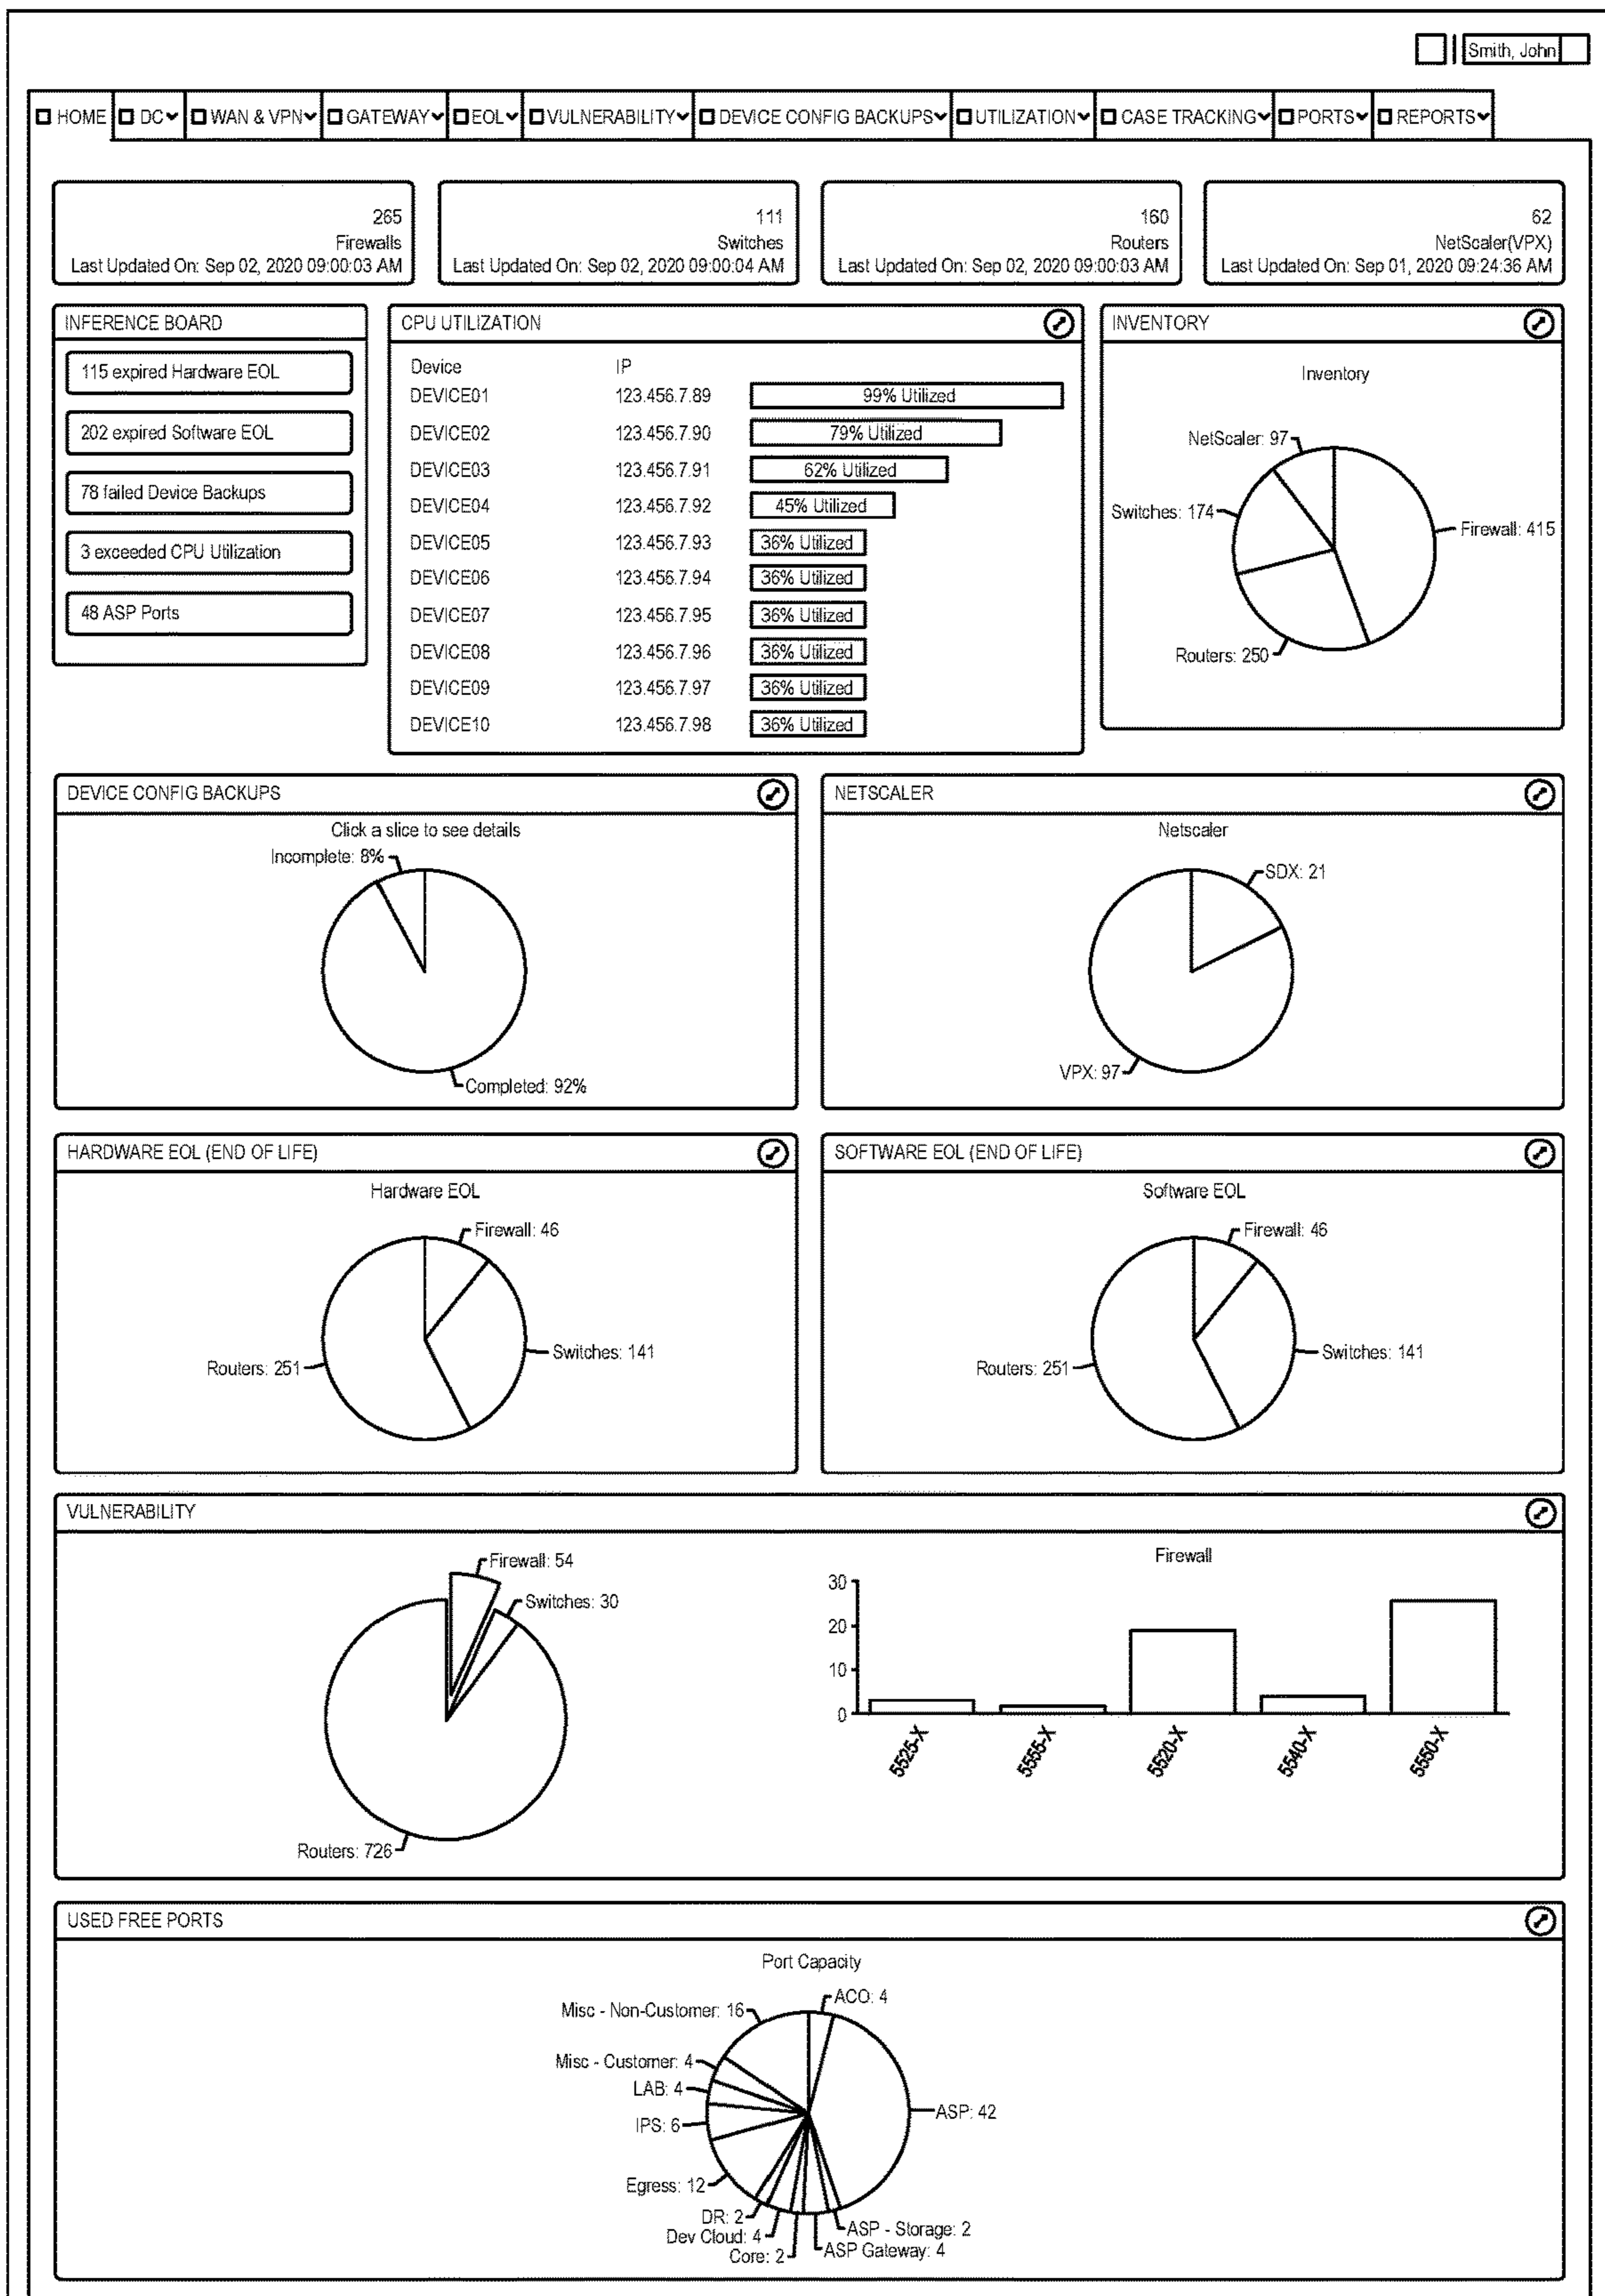 Smith, John
HOME DC WAN & VPN GATEWAY EOL VULNERABILITY DEVICE CONFIG BACKUPS UTILIZATION CASE TRACKING PORTS REPORTS
265
Firewalls
Last Updated On: Sep 02, 2020 09:00:03 AM
111
Switches
Last Updated On: Sep 02, 2020 09:00:04 AM
160
Routers
Last Updated On: Sep 02, 2020 09:00:03 AM
62
NetScaler(VPX)
Last Updated On: Sep 01, 2020 09:24:36 AM
INFERENCE BOARD
115 expired Hardware EOL
202 expired Software EOL
78 failed Device Backups
3 exceeded CPU Utilization
48 ASP Ports
CPU UTILIZATION
Device IP
DEVICE01 123.456.7.89 99% Utilized
DEVICE02 123.456.7.90 79% Utilized
DEVICE03 123.456.7.91 62% Utilized
DEVICE04 123.456.7.92 45% Utilized
DEVICE05 123.456.7.93 36% Utilized
DEVICE06 123.456.7.94 36% Utilized
DEVICE07 123.456.7.95 36% Utilized
DEVICE08 123.456.7.96 36% Utilized
DEVICE09 123.456.7.97 36% Utilized
DEVICE10 123.456.7.98 36% Utilized
INVENTORY
Inventory
NetScaler: 97
Switches: 174
Firewall: 415
Routers: 250
DEVICE CONFIG BACKUPS
Click a slice to see details
Incomplete: 8%
Completed: 92%
NETSCALER
Netscaler
SDX: 21
VPX: 97
HARDWARE EOL (END OF LIFE)
Hardware EOL
Firewall: 46
Switches: 141
Routers: 251
SOFTWARE EOL (END OF LIFE)
Software EOL
Firewall: 46
Switches: 141
Routers: 251
VULNERABILITY
Firewall: 54
Switches: 30
Routers: 726
Firewall
30
20
10
0
5525-X
5555-X
5520-X
5540-X
5550-X
USED FREE PORTS
Port Capacity
ACO: 4
Misc - Non-Customer: 16
Misc - Customer: 4
LAB: 4
ASP: 42
IPS: 6
Egress: 12
DR: 2
ASP - Storage: 2
Dev Cloud: 4
ASP Gateway: 4
Core: 2